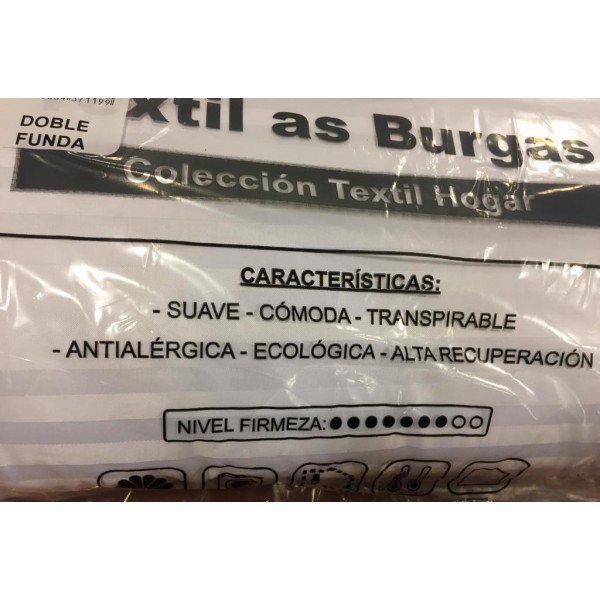 DOBLE
FUNDA
xtil as Burgas
Colección Textil Hogar
CARACTERÍSTICAS:
- SUAVE - CÓMODA - TRANSPIRABLE
- ANTIALÉRGICA - ECOLÓGICA - ALTA RECUPERACIÓN
NIVEL FIRMEZA: